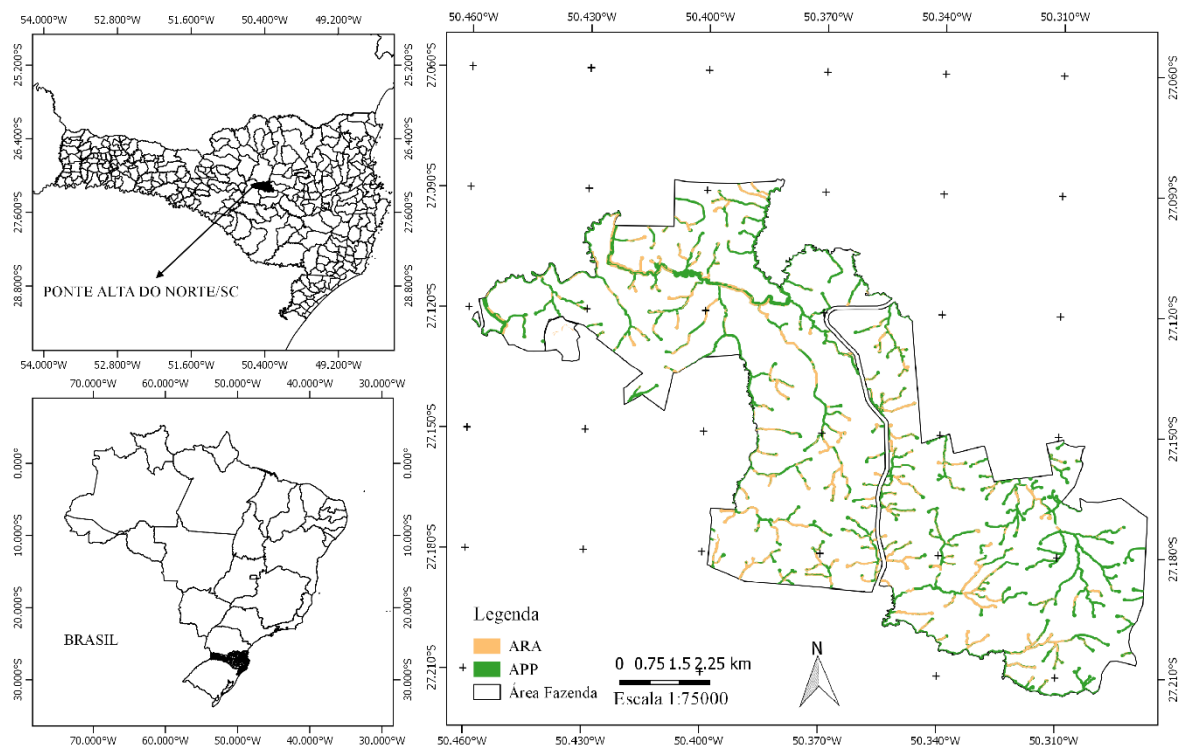 54.000°W 52.800°W 51.600°W 50.400°W 49.200°W
25.200°S 26.400°S 27.600°S 28.800°S
25.200°S 26.400°S 27.600°S 28.800°S
PONTE ALTA DO NORTE/SC
54.000°W 52.800°W 51.600°W 50.400°W 49.200°W
70.000°W 60.000°W 50.000°W 40.000°W 30.000°W
0.000°S 10.000°S 20.000°S 30.000°S
0.000°S 10.000°S 20.000°S 30.000°S
BRASIL
70.000°W 60.000°W 50.000°W 40.000°W 30.000°W
50.460°W 50.430°W 50.400°W 50.370°W 50.340°W 50.310°W
27.060°S 27.090°S 27.120°S 27.150°S 27.180°S 27.210°S
27.060°S 27.090°S 27.120°S 27.150°S 27.180°S 27.210°S
Legenda
ARA
APP
Área Fazenda
0 0.75 1.5 2.25 km
Escala 1:75000
N
50.460°W 50.430°W 50.400°W 50.370°W 50.340°W 50.310°W